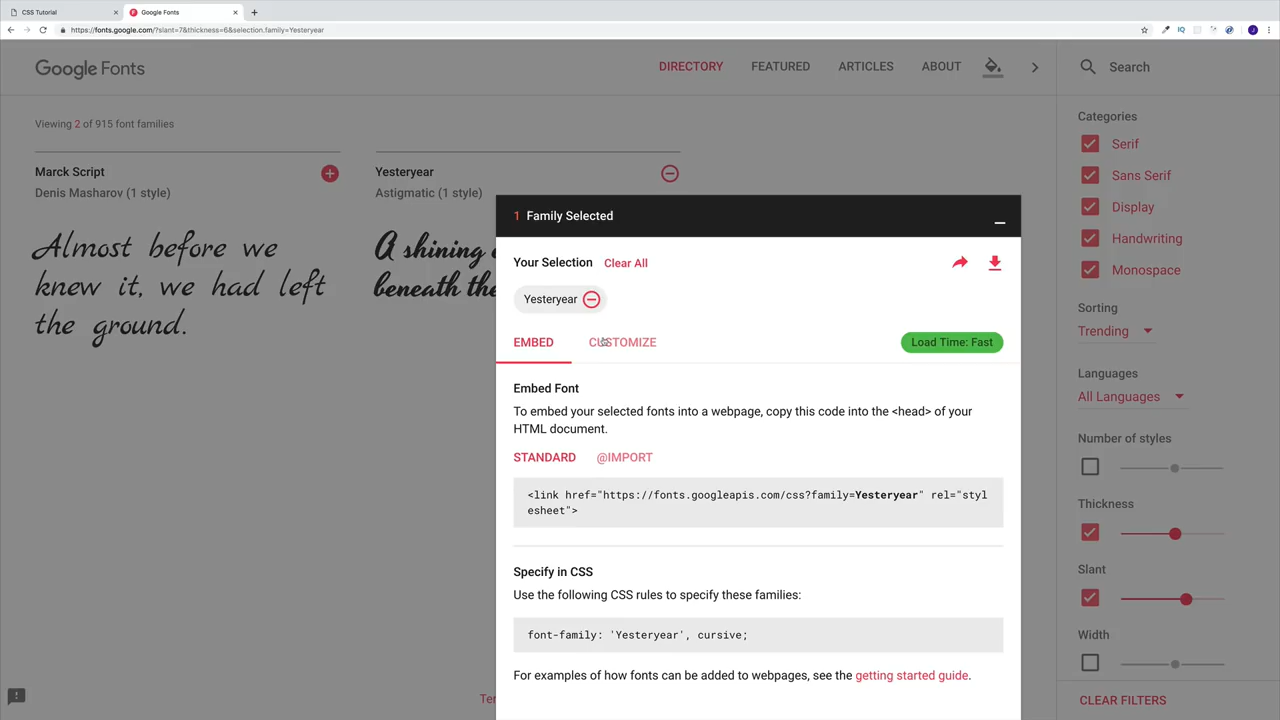 CSS Tutorial
Google Fonts
https://fonts.google.com/?slant=7&thickness=6&selection.family=Yesteryear
Google Fonts
DIRECTORY
FEATURED
ARTICLES
ABOUT
Search
Viewing 2 of 915 font families
Marck Script
Denis Masharov (1 style)
Almost before we
knew it, we had left
the ground.
Yesteryear
Astigmatic (1 style)
A shining
beneath the
1 Family Selected
Your Selection Clear All
Yesteryear
EMBED
CUSTOMIZE
Load Time: Fast
Embed Font
To embed your selected fonts into a webpage, copy this code into the <head> of your
HTML document.
STANDARD
@IMPORT
<link href="https://fonts.googleapis.com/css?family=Yesteryear" rel="styl
esheet">
Specify in CSS
Use the following CSS rules to specify these families:
font-family: 'Yesteryear', cursive;
For examples of how fonts can be added to webpages, see the getting started guide.
Categories
Serif
Sans Serif
Display
Handwriting
Monospace
Sorting
Trending
Languages
All Languages
Number of styles
Thickness
Slant
Width
CLEAR FILTERS